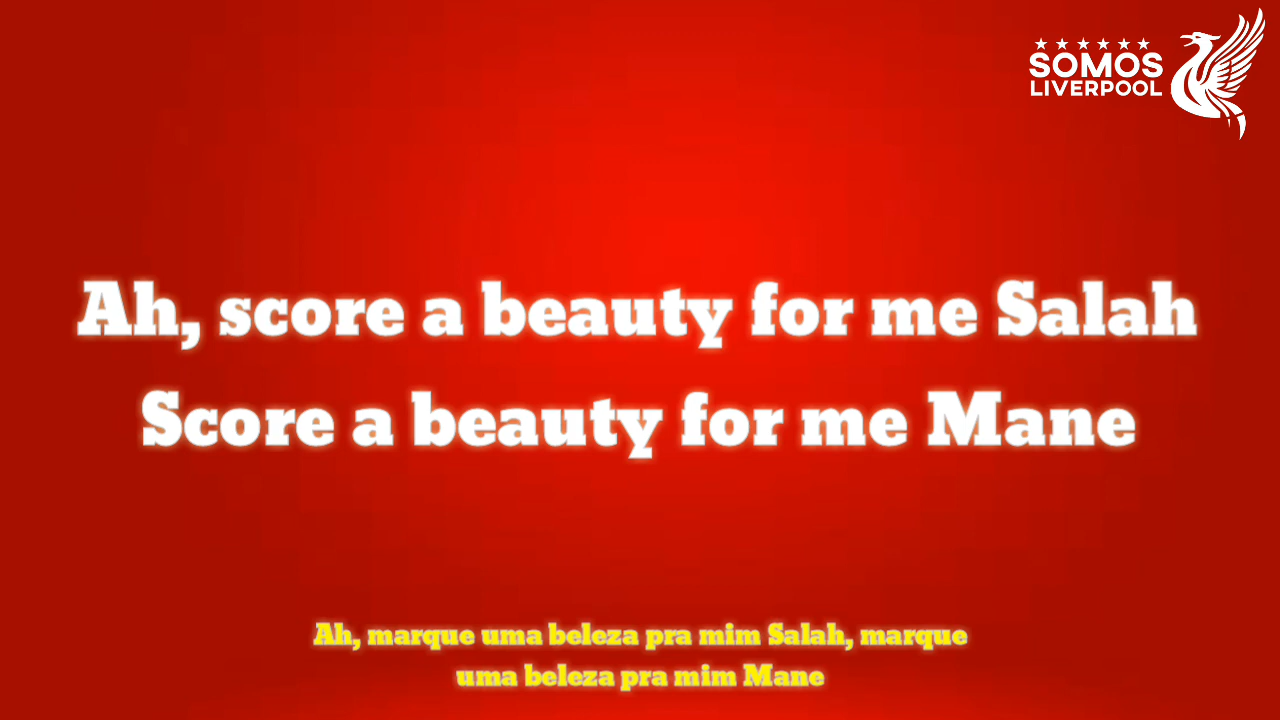 SOMOS
LIVERPOOL
Ah, score a beauty for me Salah
Score a beauty for me Mane
Ah, marque uma beleza pra mim Salah, marque
uma beleza pra mim Mane